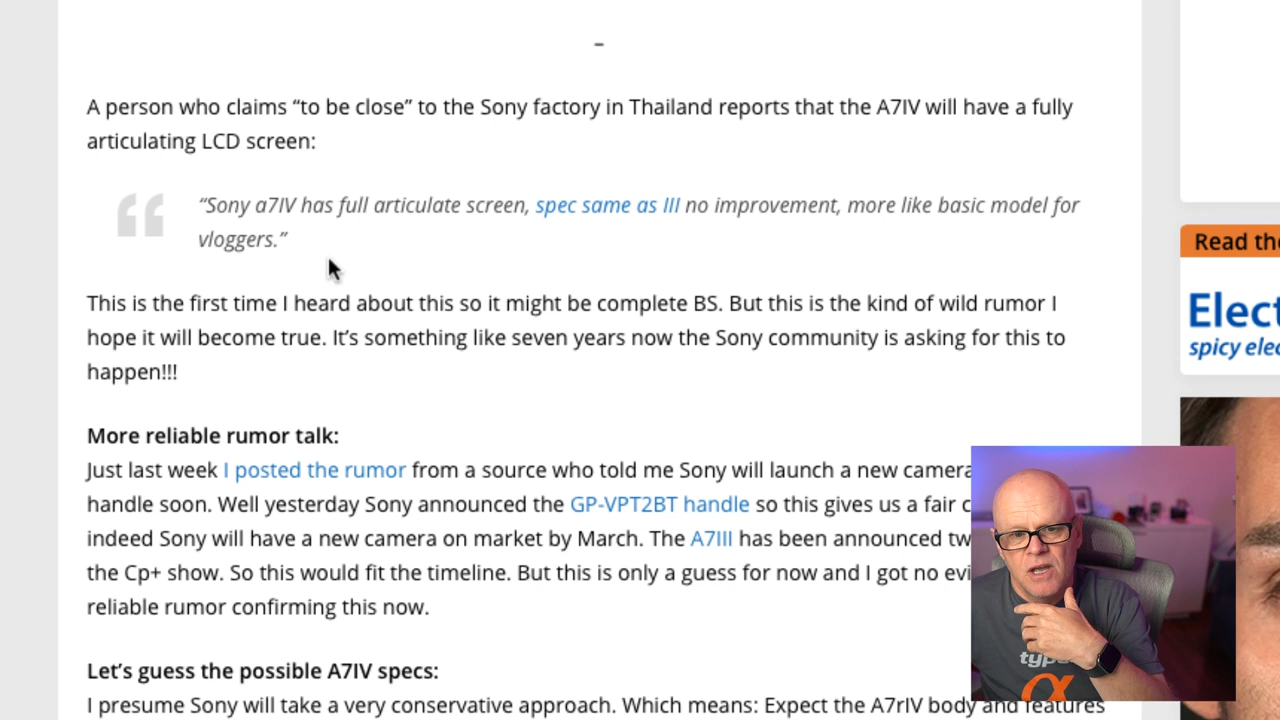 –
A person who claims “to be close” to the Sony factory in Thailand reports that the A7IV will have a fully
articulating LCD screen:
“Sony a7IV has full articulate screen, spec same as III no improvement, more like basic model for
vloggers.”
This is the first time I heard about this so it might be complete BS. But this is the kind of wild rumor I
hope it will become true. It’s something like seven years now the Sony community is asking for this to
happen!!!
More reliable rumor talk:
Just last week I posted the rumor from a source who told me Sony will launch a new camera
handle soon. Well yesterday Sony announced the GP-VPT2BT handle so this gives us a fair
indeed Sony will have a new camera on market by March. The A7III has been announced
the Cp+ show. So this would fit the timeline. But this is only a guess for now and I got no
reliable rumor confirming this now.
Let’s guess the possible A7IV specs:
I presume Sony will take a very conservative approach. Which means: Expect the A7rIV body and features
Read the
Elect
spicy elec
α